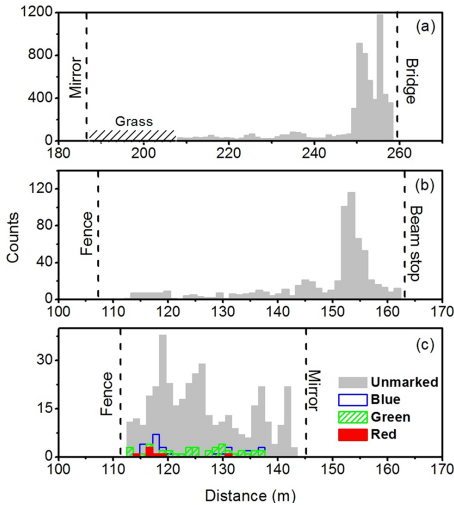 1200
800
400
0
(a)
Mirror
Grass
Bridge
180 200 220 240 260
Counts
120
80
40
0
(b)
Fence
Beam stop
100 110 120 130 140 150 160 170
30
15
0
(c)
Fence
Mirror
Unmarked
Blue
Green
Red
100 110 120 130 140 150 160 170
Distance (m)